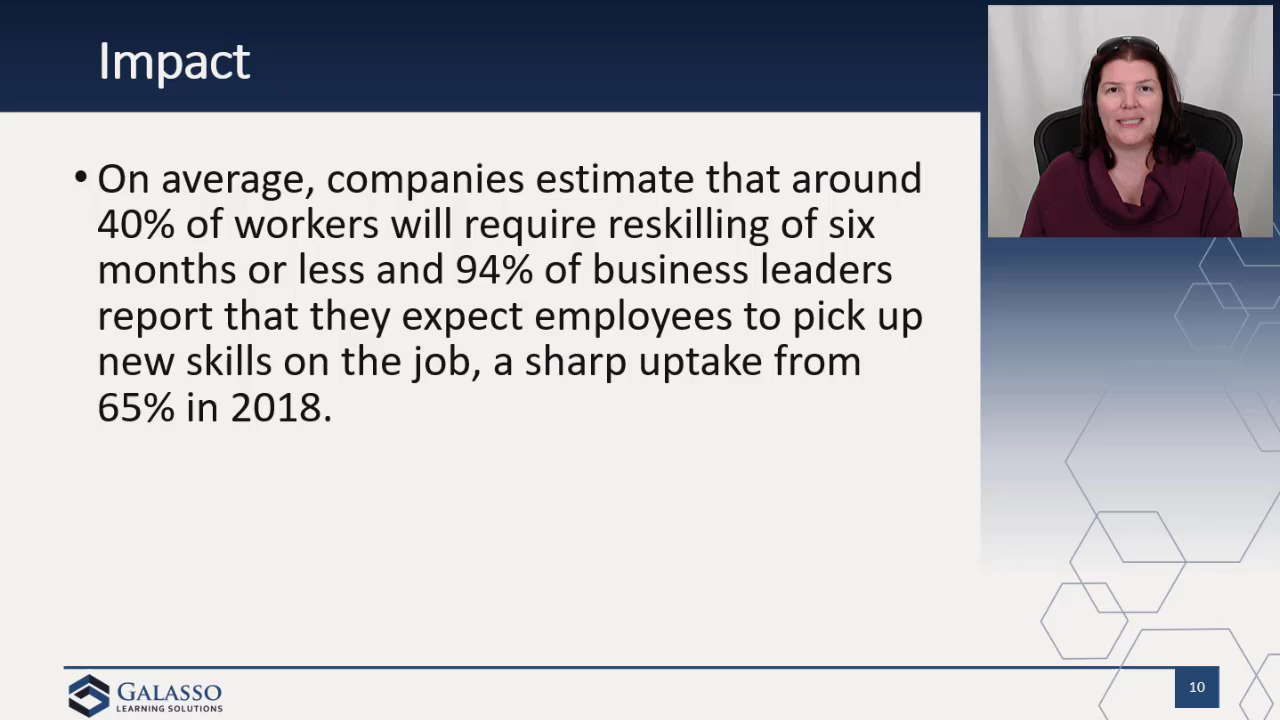 Impact
• On average, companies estimate that around
40% of workers will require reskilling of six
months or less and 94% of business leaders
report that they expect employees to pick up
new skills on the job, a sharp uptake from
65% in 2018.
GALASSO
LEARNING SOLUTIONS
10